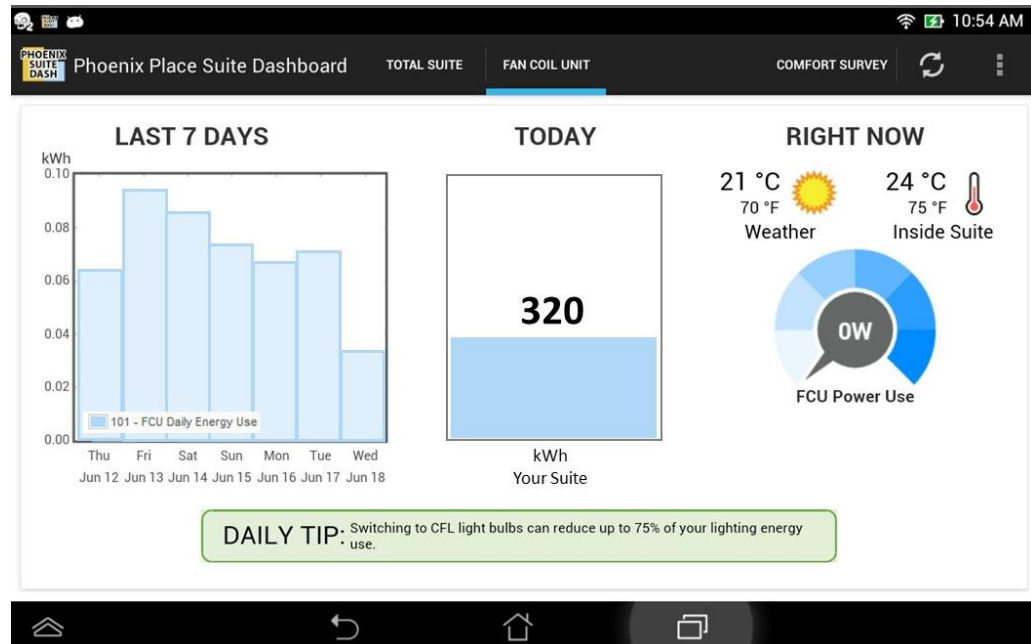 10:54 AM
PHOENIX
SUITE
DASH
Phoenix Place Suite Dashboard
TOTAL SUITE
FAN COIL UNIT
COMFORT SURVEY
LAST 7 DAYS
kWh
0.10
0.08
0.06
0.04
0.02
0.00
101 - FCU Daily Energy Use
Thu Fri Sat Sun Mon Tue Wed
Jun 12 Jun 13 Jun 14 Jun 15 Jun 16 Jun 17 Jun 18
TODAY
320
kWh
Your Suite
RIGHT NOW
21 °C
70 °F
Weather
24 °C
75 °F
Inside Suite
0W
FCU Power Use
DAILY TIP: Switching to CFL light bulbs can reduce up to 75% of your lighting energy
use.